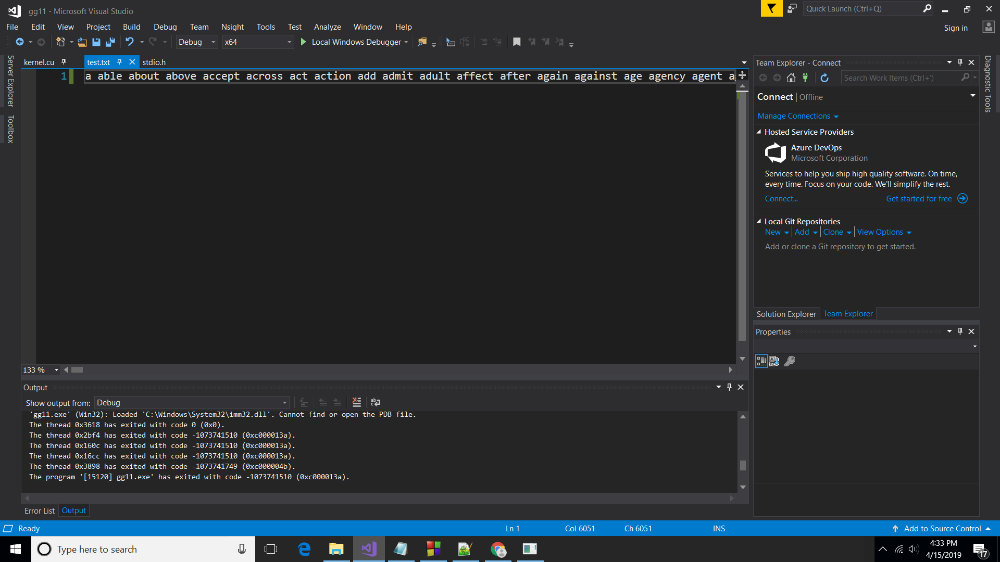 gg11 - Microsoft Visual Studio
Quick Launch (Ctrl+Q)
File Edit View Project Build Debug Team Nsight Tools Test Analyze Window Help
Sign in
Debug x64 Local Windows Debugger
Server Explorer
Toolbox
kernel.cu test.txt stdio.h
1 a able about above accept across act action add admit adult affect after again against age agency agent a
133 %
Output
Show output from: Debug
'gg11.exe' (Win32): Loaded 'C:\Windows\System32\imm32.dll'. Cannot find or open the PDB file.
The thread 0x3618 has exited with code 0 (0x0).
The thread 0x2bf4 has exited with code -1073741510 (0xc000013a).
The thread 0x160c has exited with code -1073741510 (0xc000013a).
The thread 0x16cc has exited with code -1073741510 (0xc000013a).
The thread 0x3898 has exited with code -1073741749 (0xc000004b).
The program '[15120] gg11.exe' has exited with code -1073741510 (0xc000013a).
Error List Output
Team Explorer - Connect
Search Work Items (Ctrl+')
Connect | Offline
Manage Connections
Hosted Service Providers
Azure DevOps
Microsoft Corporation
Services to help you ship high quality software. On time,
every time. Focus on your code. We'll simplify the rest.
Connect...
Get started for free
Local Git Repositories
New Add Clone View Options
Add or clone a Git repository to get started.
Solution Explorer Team Explorer
Properties
Diagnostic Tools
Ready Ln 1 Col 6051 Ch 6051 INS Add to Source Control
Type here to search
4:33 PM
4/15/2019
17